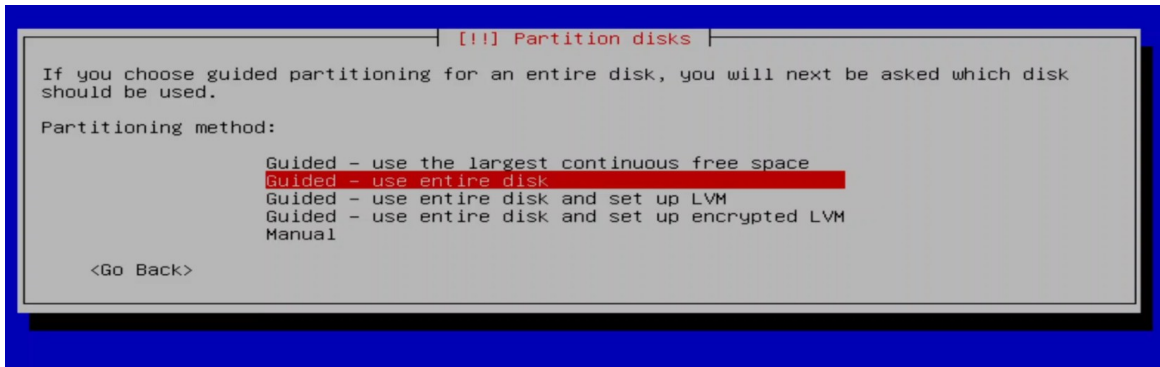 [!!] Partition disks
If you choose guided partitioning for an entire disk, you will next be asked which disk
should be used.
Partitioning method:
Guided - use the largest continuous free space
Guided - use entire disk
Guided - use entire disk and set up LVM
Guided - use entire disk and set up encrypted LVM
Manual
<Go Back>